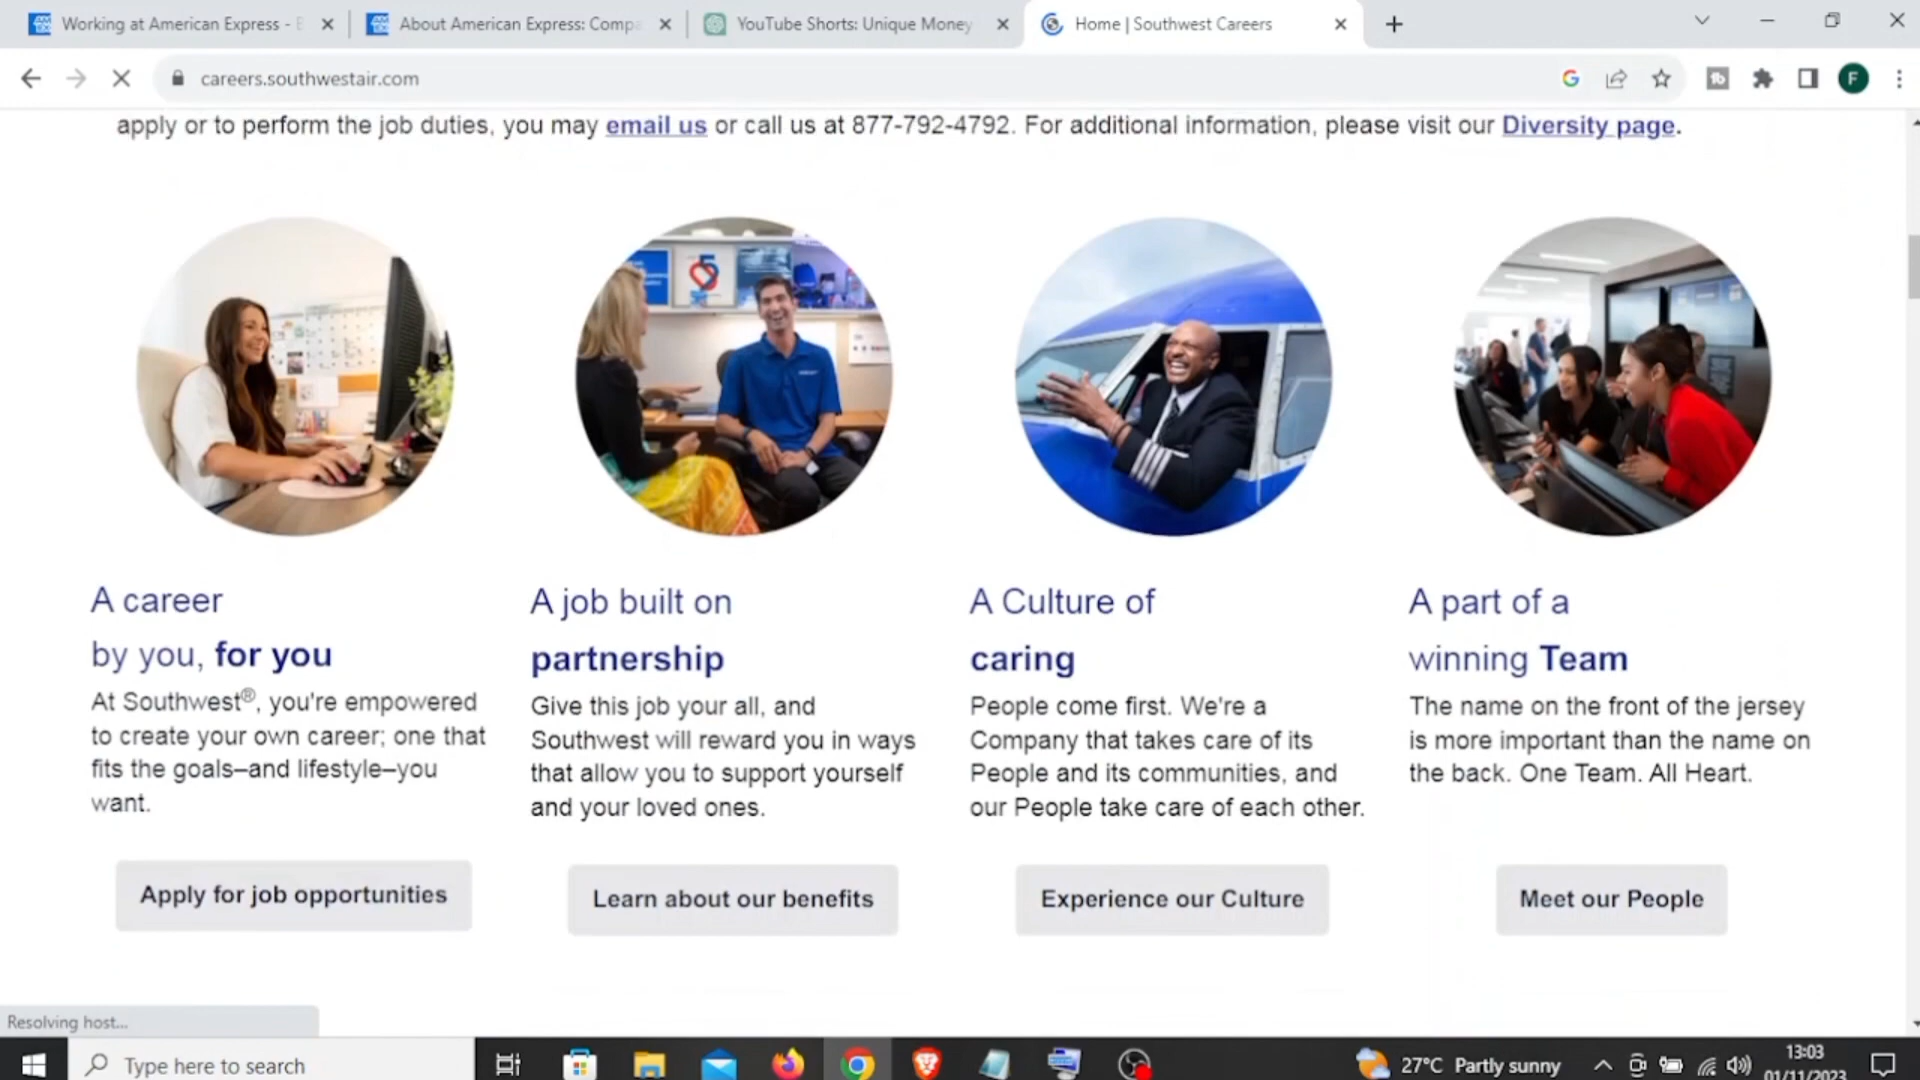 Working at American Express -
About American Express: Compa
YouTube Shorts: Unique Money
Home | Southwest Careers
careers.southwestair.com
F
apply or to perform the job duties, you may email us or call us at 877-792-4792. For additional information, please visit our Diversity page.
A career
by you, for you
At Southwest®, you're empowered
to create your own career; one that
fits the goals–and lifestyle–you
want.
Apply for job opportunities
A job built on
partnership
Give this job your all, and
Southwest will reward you in ways
that allow you to support yourself
and your loved ones.
Learn about our benefits
A Culture of
caring
People come first. We're a
Company that takes care of its
People and its communities, and
our People take care of each other.
Experience our Culture
A part of a
winning Team
The name on the front of the jersey
is more important than the name on
the back. One Team. All Heart.
Meet our People
Resolving host...
Type here to search
27°C Partly sunny
13:03
01/11/2023